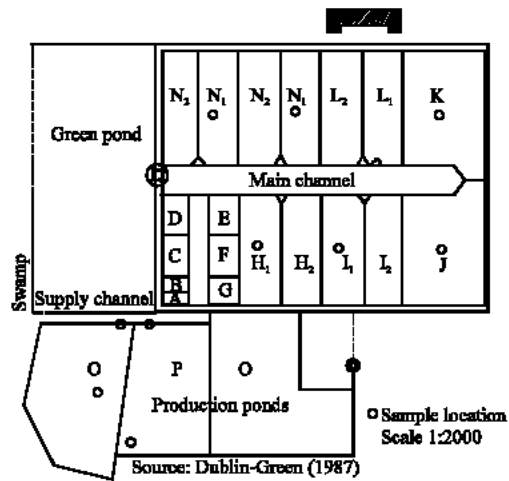 N₂ N₁ N₂ N₁ L₂ L₁ K
Green pond
Main channel
D E
C F H₁ H₂ I₁ I₂ J
B G
A
Swamp
Supply channel
O P O
Production ponds
Sample location
Scale 1:2000
Source: Dublin-Green (1987)